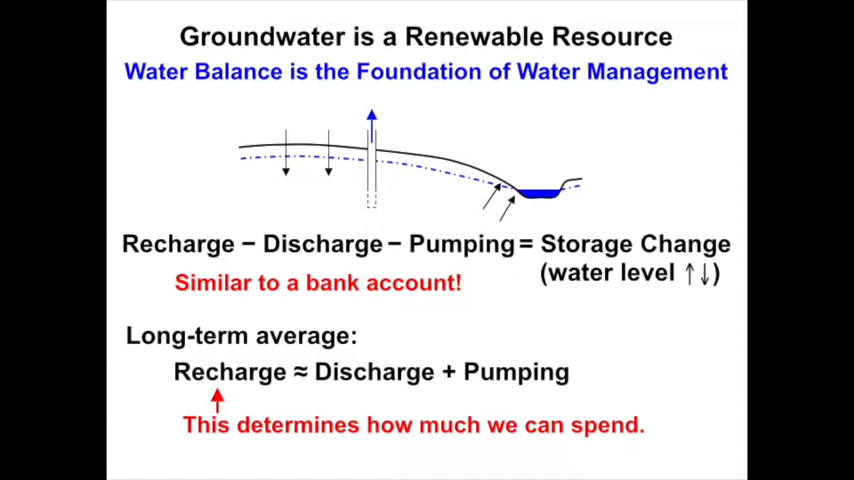 Groundwater is a Renewable Resource
Water Balance is the Foundation of Water Management
Recharge − Discharge − Pumping = Storage Change
(water level ↑↓)
Similar to a bank account!
Long-term average:
Recharge ≈ Discharge + Pumping
This determines how much we can spend.